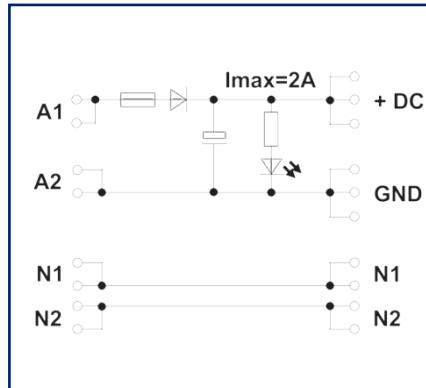 Imax=2A
A1
+ DC
A2
GND
N1 N1
N2 N2